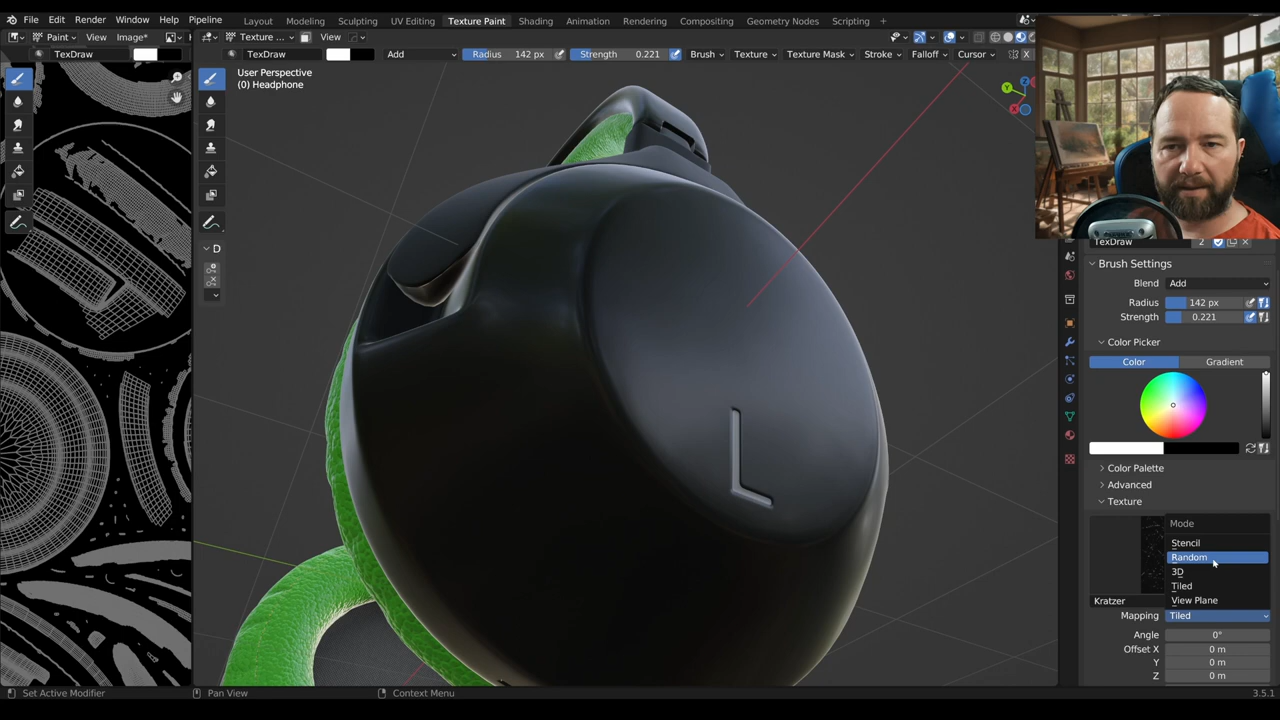 File Edit Render Window Help Pipeline
Layout Modeling Sculpting UV Editing Texture Paint Shading Animation Rendering Compositing Geometry Nodes Scripting +
Paint View Image*
Texture ... View
TexDraw
TexDraw Add Radius 142 px Strength 0.221 Brush Texture Texture Mask Stroke Falloff Cursor X
User Perspective
(0) Headphone
D
L
TexDraw 2
Brush Settings
Blend Add
Radius 142 px
Strength 0.221
Color Picker
Color Gradient
Color Palette
Advanced
Texture
Mode
Stencil
Random
3D
Tiled
View Plane
Kratzer
Mapping Tiled
Angle 0°
Offset X 0 m
Y 0 m
Z 0 m
Set Active Modifier Pan View Context Menu 3.5.1